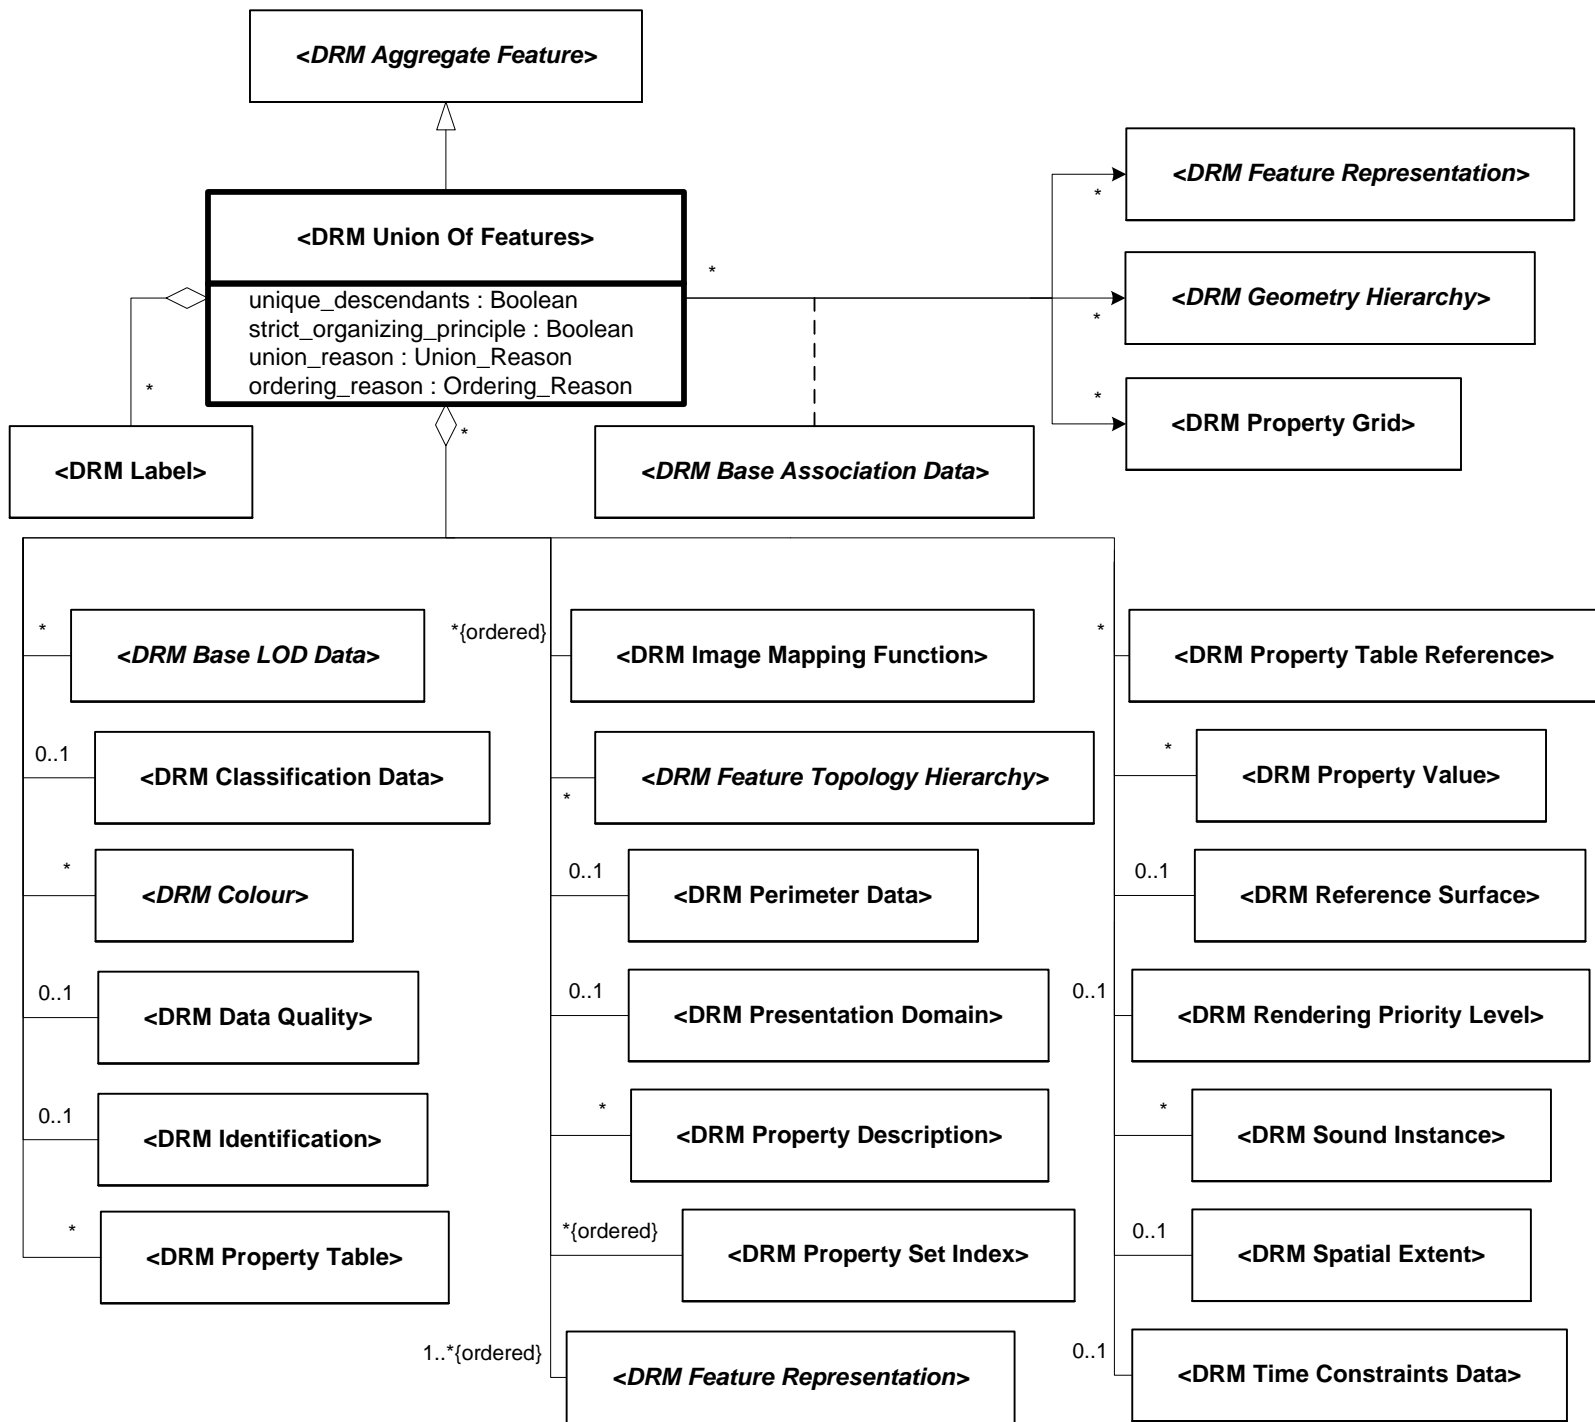 <DRM Aggregate Feature>
<DRM Feature Representation>
*
<DRM Union Of Features>
unique_descendants : Boolean
strict_organizing_principle : Boolean
union_reason : Union_Reason
ordering_reason : Ordering_Reason
*
<DRM Geometry Hierarchy>
*
*
<DRM Property Grid>
*
<DRM Label>
*
<DRM Base Association Data>
*
<DRM Base LOD Data>
0..1
<DRM Classification Data>
*
<DRM Colour>
0..1
<DRM Data Quality>
0..1
<DRM Identification>
*
<DRM Property Table>
*{ordered}
<DRM Image Mapping Function>
<DRM Feature Topology Hierarchy>
*
0..1
<DRM Perimeter Data>
0..1
<DRM Presentation Domain>
*
<DRM Property Description>
*{ordered}
<DRM Property Set Index>
1..*{ordered}
<DRM Feature Representation>
*
<DRM Property Table Reference>
*
<DRM Property Value>
0..1
<DRM Reference Surface>
0..1
<DRM Rendering Priority Level>
*
<DRM Sound Instance>
0..1
<DRM Spatial Extent>
0..1
<DRM Time Constraints Data>